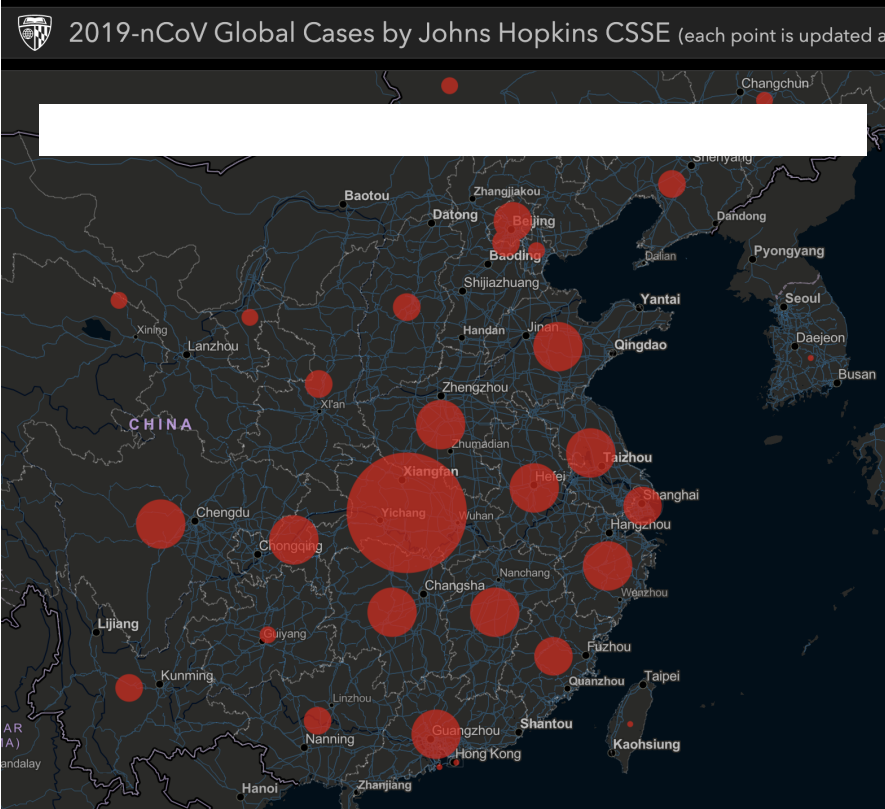 2019-nCoV Global Cases by Johns Hopkins CSSE (each point is updated a
Changchun
Shenyang
Zhangjiakou
Baotou
Datong
Beijing
Dandong
Baoding
Dalian
Pyongyang
Shijiazhuang
Yantai
Seoul
Xining
Handan
Jinan
Lanzhou
Qingdao
Daejeon
Busan
Zhengzhou
Xi'an
CHINA
Zhumadian
Xiangfan
Taizhou
Hefei
Shanghai
Chengdu
Yichang
Wuhan
Hangzhou
Chongqing
Nanchang
Changsha
Wenzhou
Lijiang
Guiyang
Fuzhou
Kunming
Taipei
Quanzhou
Linzhou
AR
Shantou
Guangzhou
MA)
Nanning
Kaohsiung
Hong Kong
andalay
Hanoi
Zhanjiang